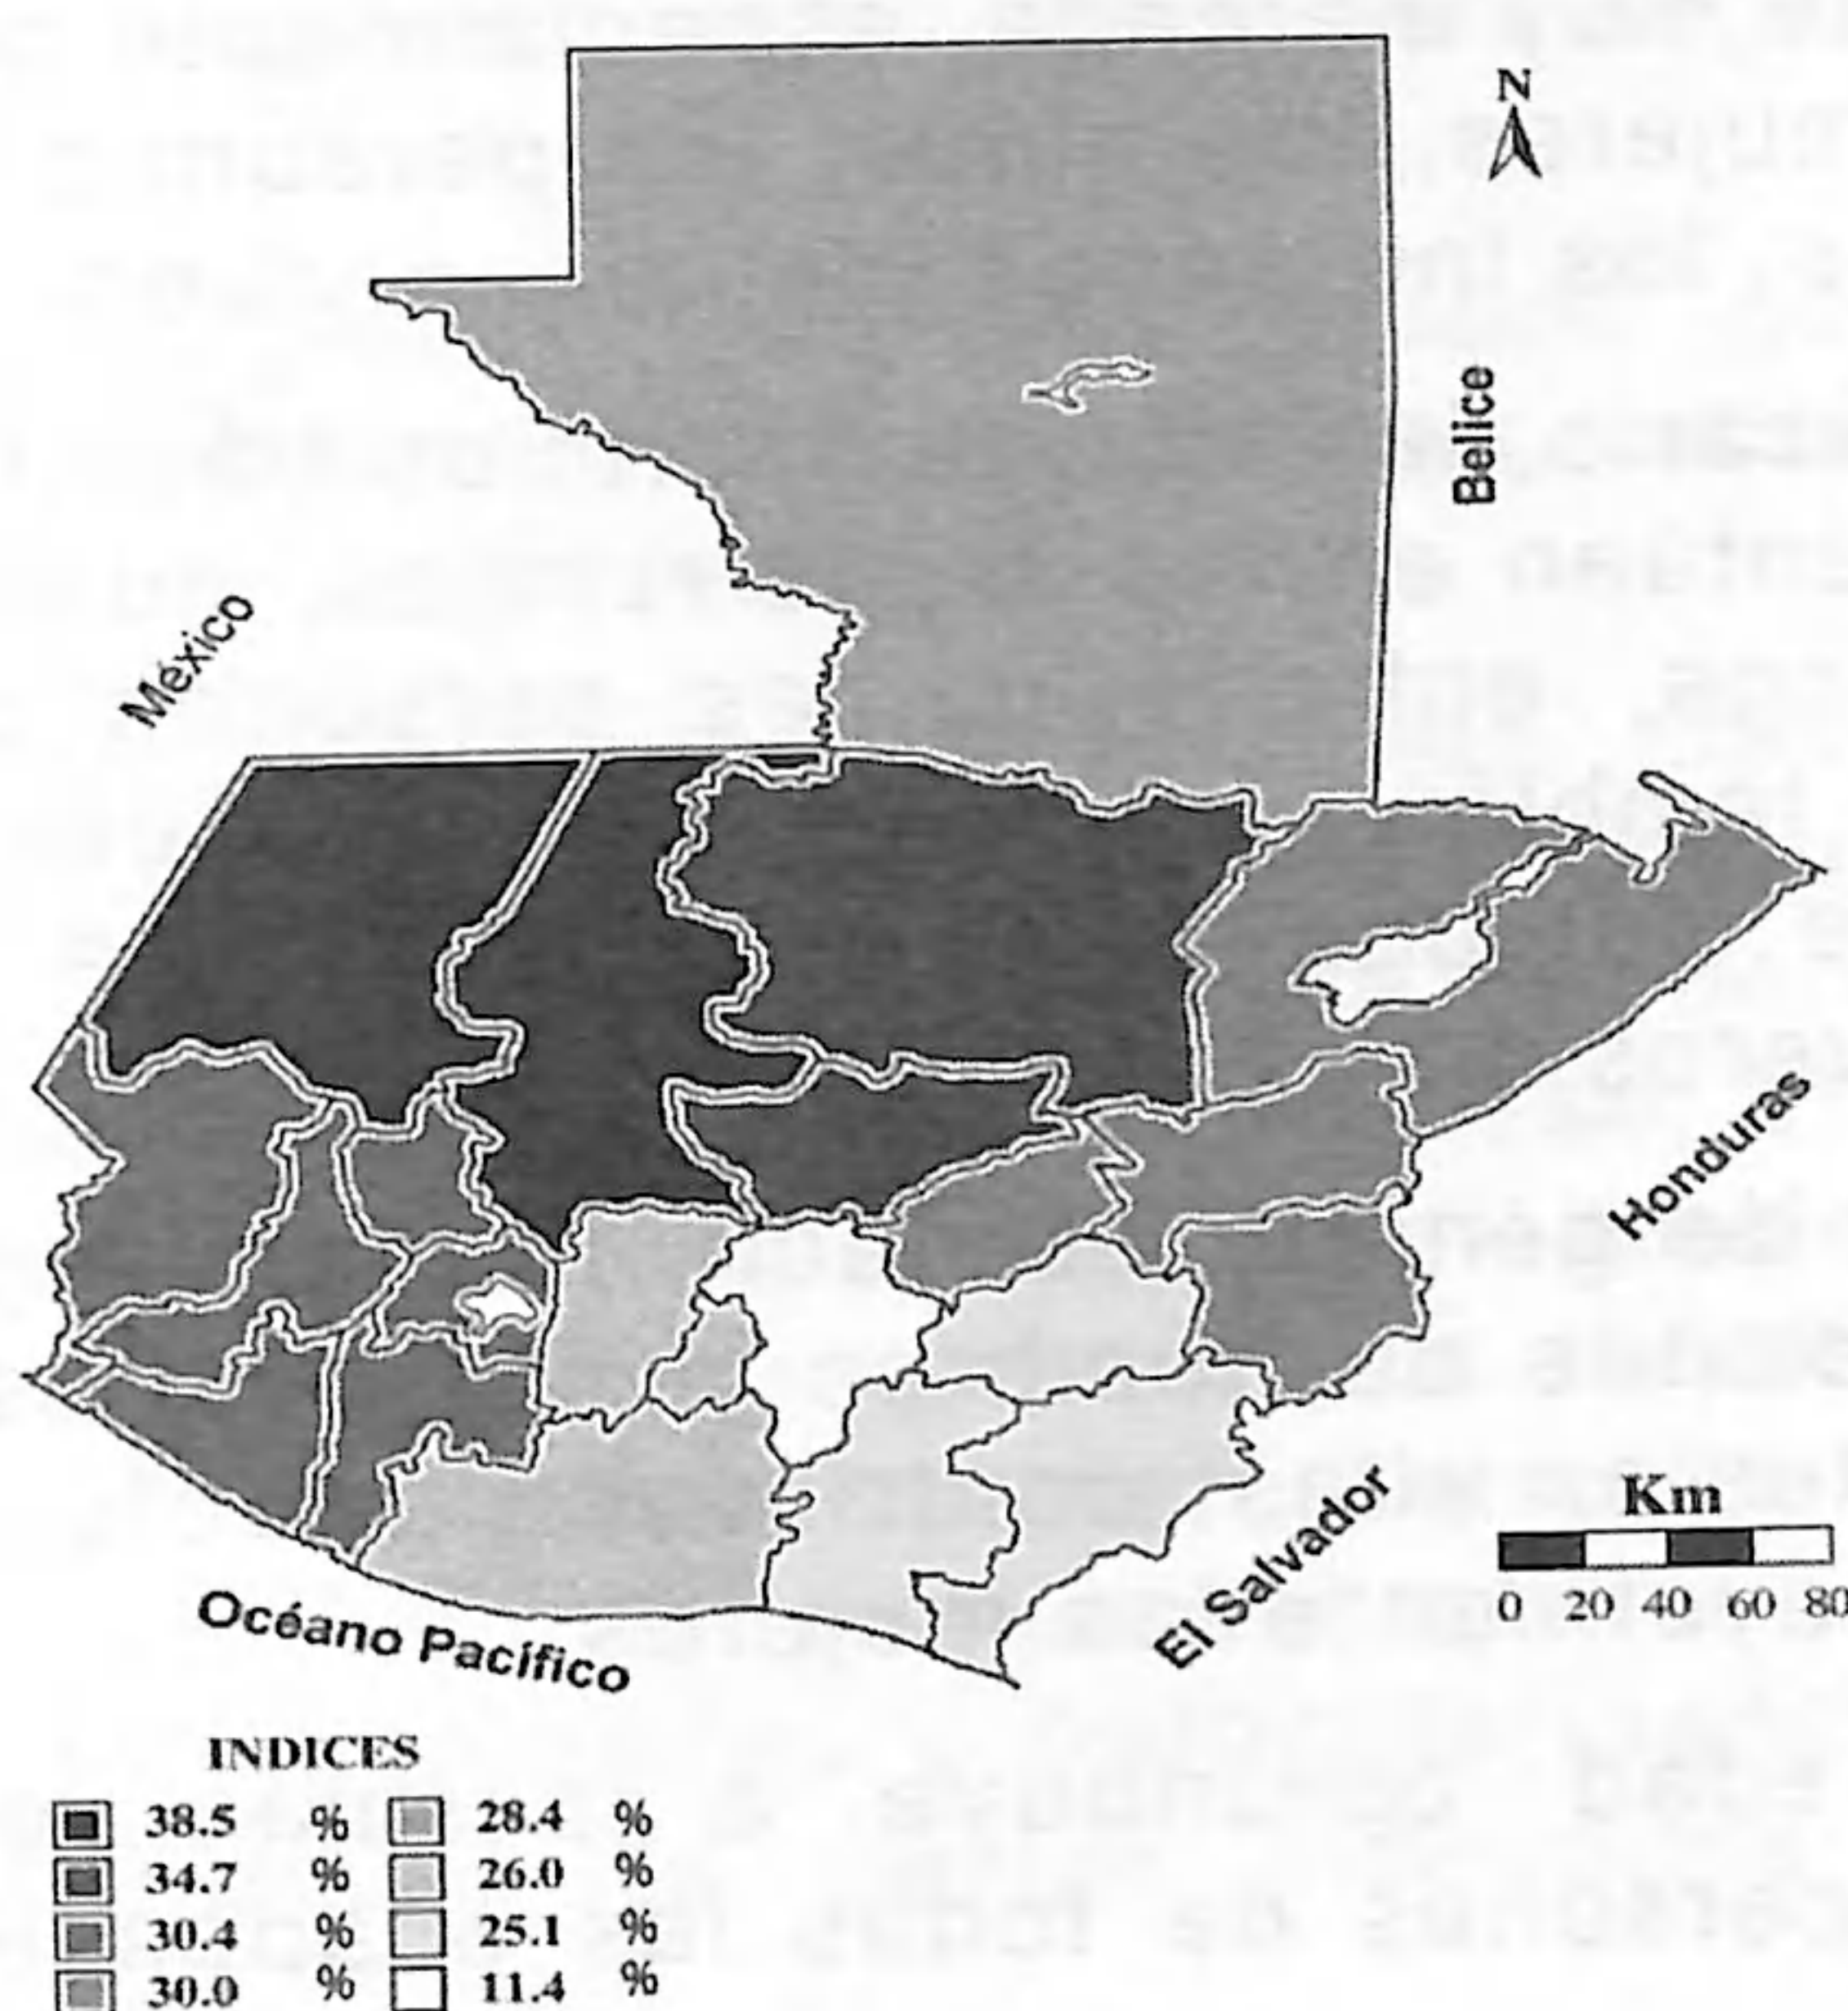 N
Belice
México
Honduras
El Salvador
Océano Pacífico
Km
0 20 40 60 80
INDICES
38.5 % 28.4 %
34.7 % 26.0 %
30.4 % 25.1 %
30.0 % 11.4 %